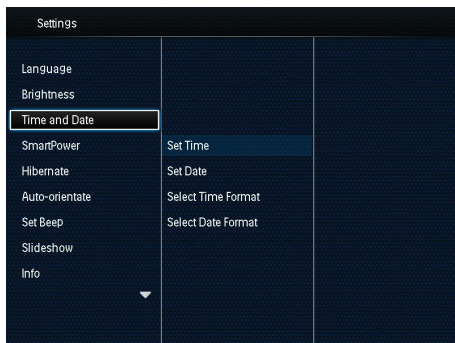 Settings
Language
Brightness
Time and Date
SmartPower
Hibernate
Auto-orientate
Set Beep
Slideshow
Info
Set Time
Set Date
Select Time Format
Select Date Format